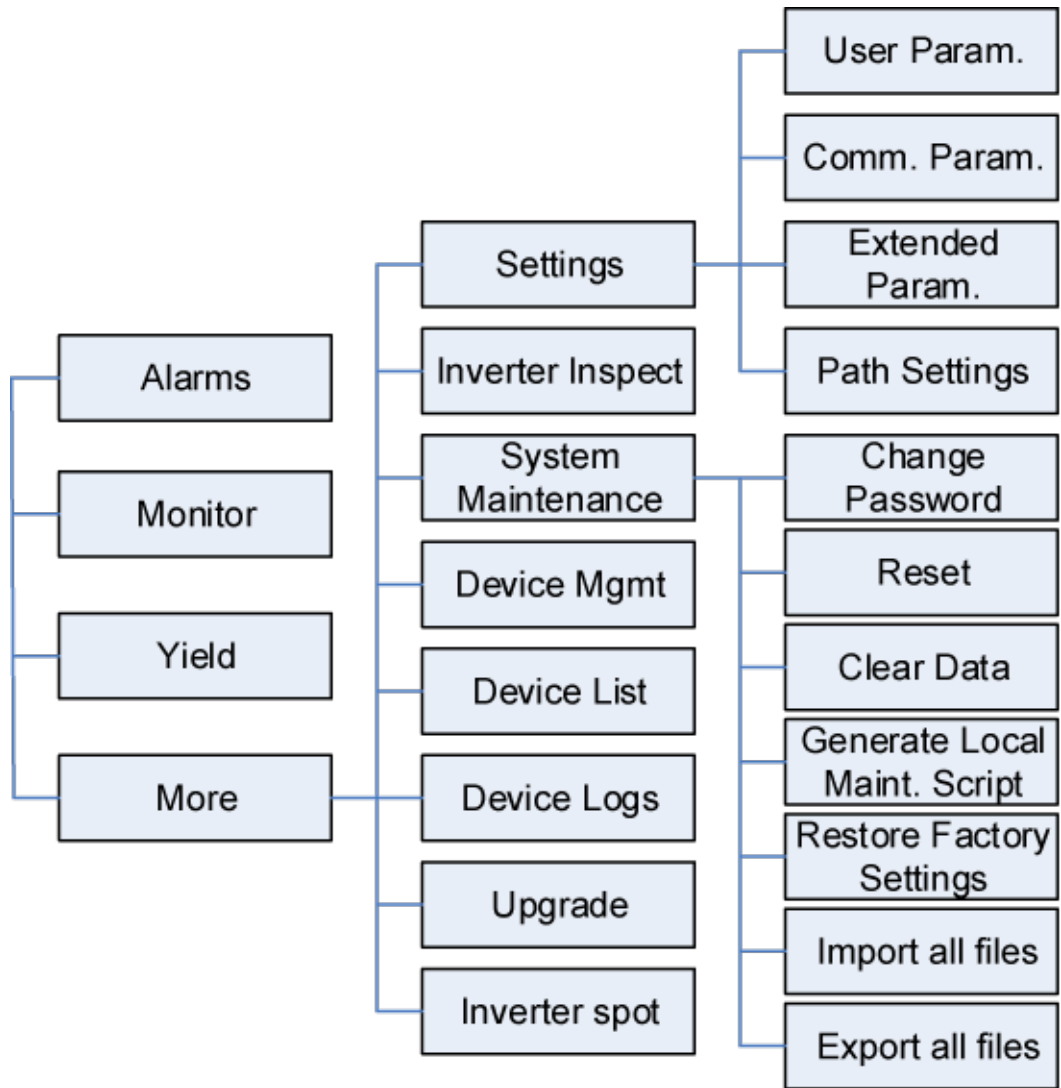 Alarms
Monitor
Yield
More
Settings
Inverter Inspect
System
Maintenance
Device Mgmt
Device List
Device Logs
Upgrade
Inverter spot
User Param.
Comm. Param.
Extended
Param.
Path Settings
Change
Password
Reset
Clear Data
Generate Local
Maint. Script
Restore Factory
Settings
Import all files
Export all files